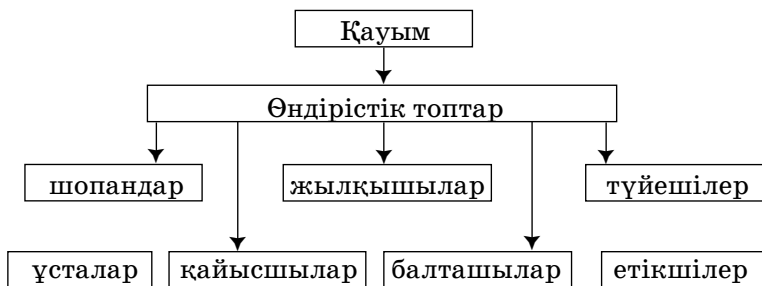 Қауым
Өндірістік топтар
шопандар жылқышылар түйешілер
ұсталар қайысшылар балташылар етікшілер